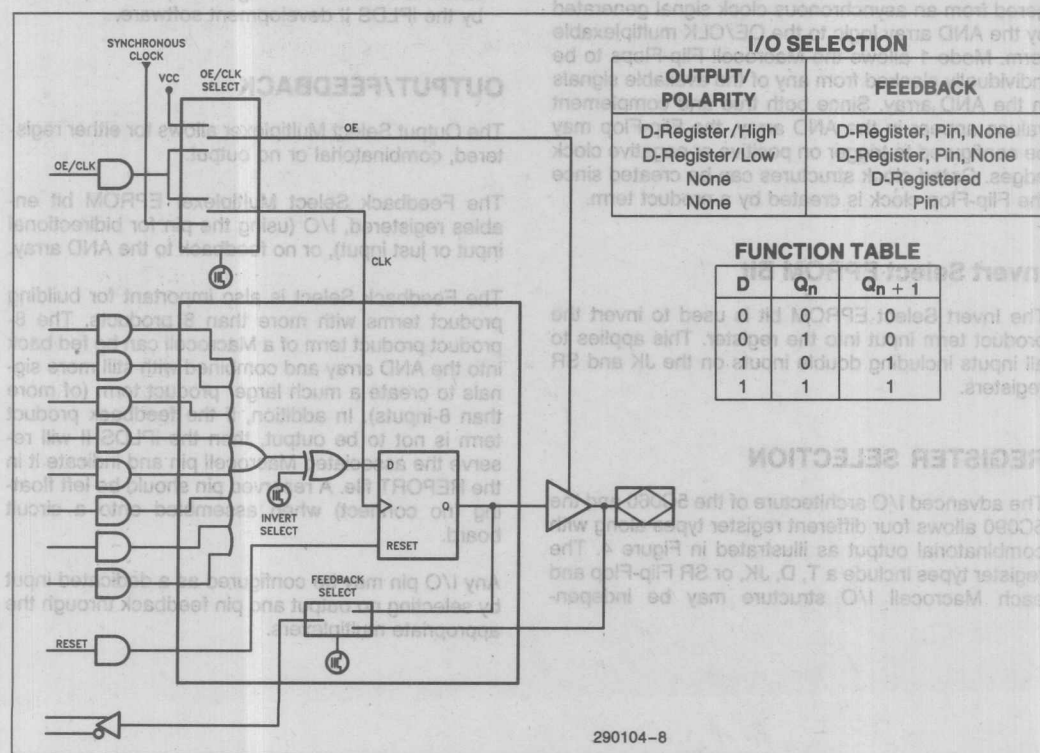 SYNCHRONOUS
CLOCK
VCC
OE/CLK
SELECT
OE
OE/CLK
CLK
I/O SELECTION
OUTPUT/
POLARITY
FEEDBACK
D-Register/High
D-Register, Pin, None
D-Register/Low
D-Register, Pin, None
None
D-Registered
None
Pin
FUNCTION TABLE
D Qn Qn + 1
0 0 0
0 1 0
1 0 1
1 1 1
D
Q
RESET
INVERT
SELECT
FEEDBACK
SELECT
RESET
290104-8